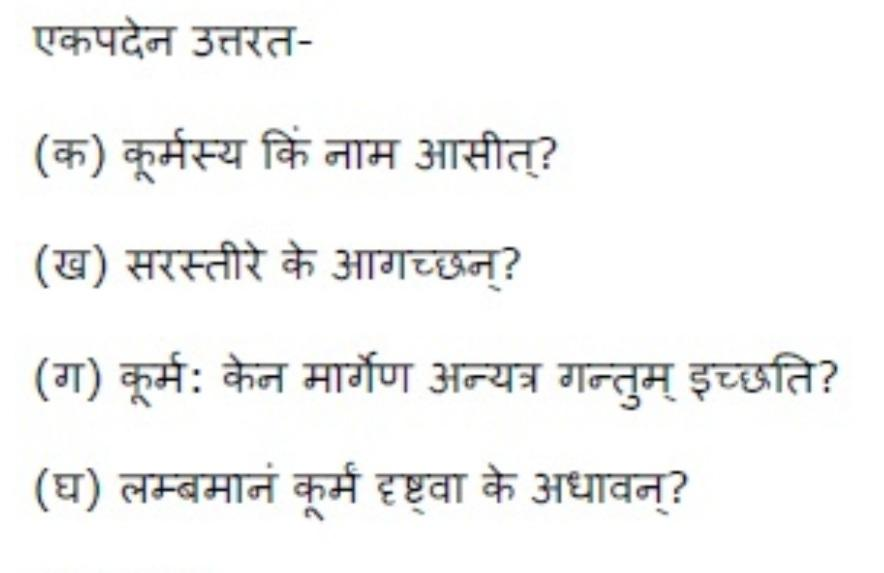 एकपदेन उत्तरत-
(क) कूर्मस्य किं नाम आसीत्?
(ख) सरस्तीरे के आगच्छन्?
(ग) कूर्म: केन मार्गेण अन्यत्र गन्तुम् इच्छति?
(घ) लम्बमानं कूर्मं दृष्ट्वा के अधावन्?